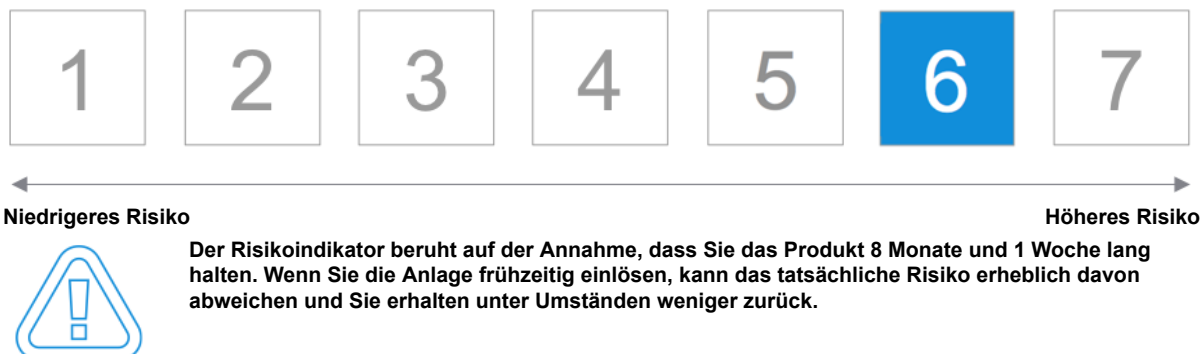 1 2 3 4 5 6 7
Niedrigeres Risiko Höheres Risiko
Der Risikoindikator beruht auf der Annahme, dass Sie das Produkt 8 Monate und 1 Woche lang
halten. Wenn Sie die Anlage frühzeitig einlösen, kann das tatsächliche Risiko erheblich davon
abweichen und Sie erhalten unter Umständen weniger zurück.